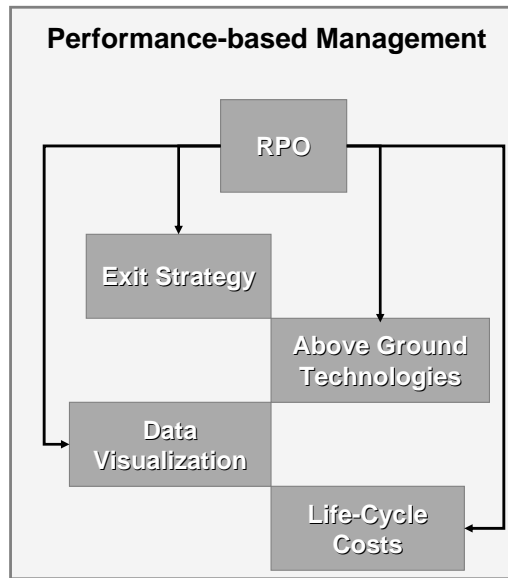 Performance-based Management
RPO
Exit Strategy
Above Ground
Technologies
Data
Visualization
Life-Cycle
Costs